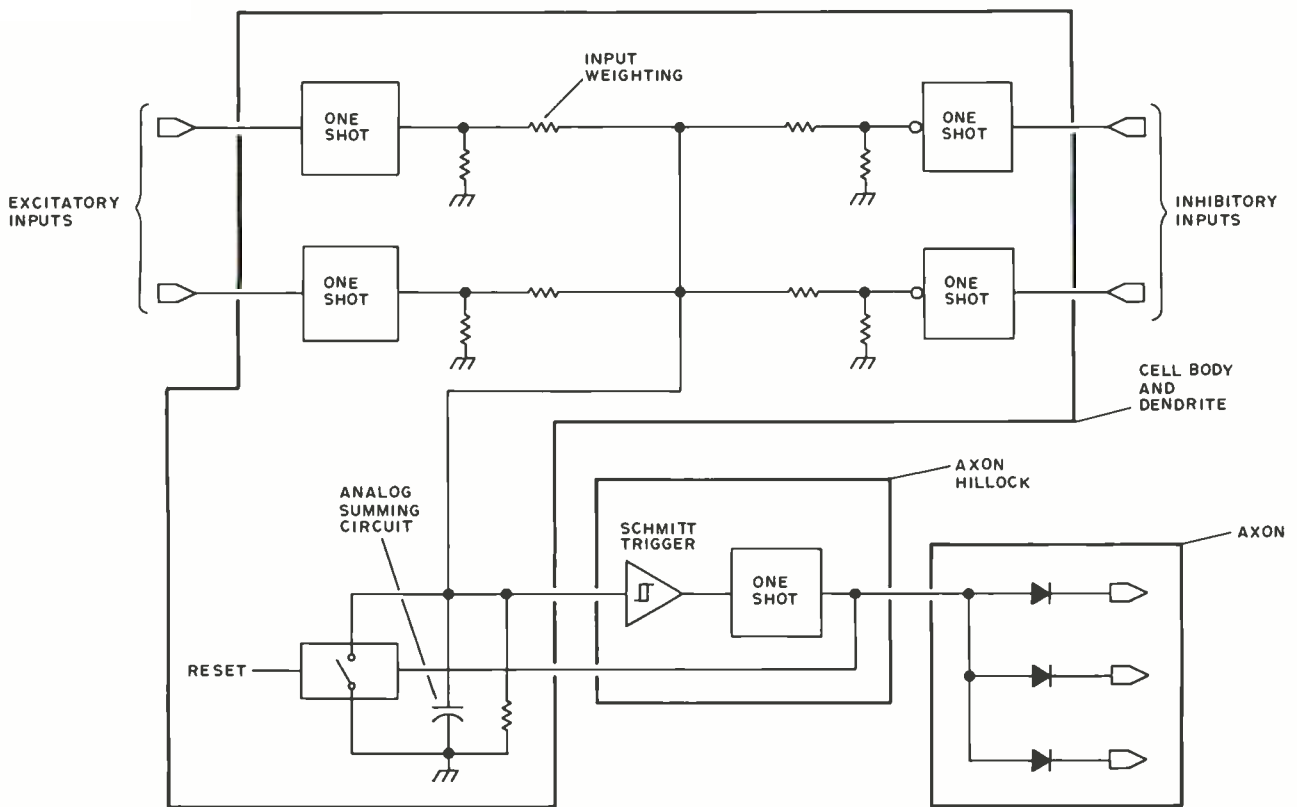 INPUT
WEIGHTING
ONE
SHOT
ONE
SHOT
EXCITATORY
INPUTS
INHIBITORY
INPUTS
ONE
SHOT
ONE
SHOT
CELL BODY
AND
DENDRITE
AXON
HILLOCK
ANALOG
SUMMING
CIRCUIT
SCHMITT
TRIGGER
AXON
ONE
SHOT
RESET